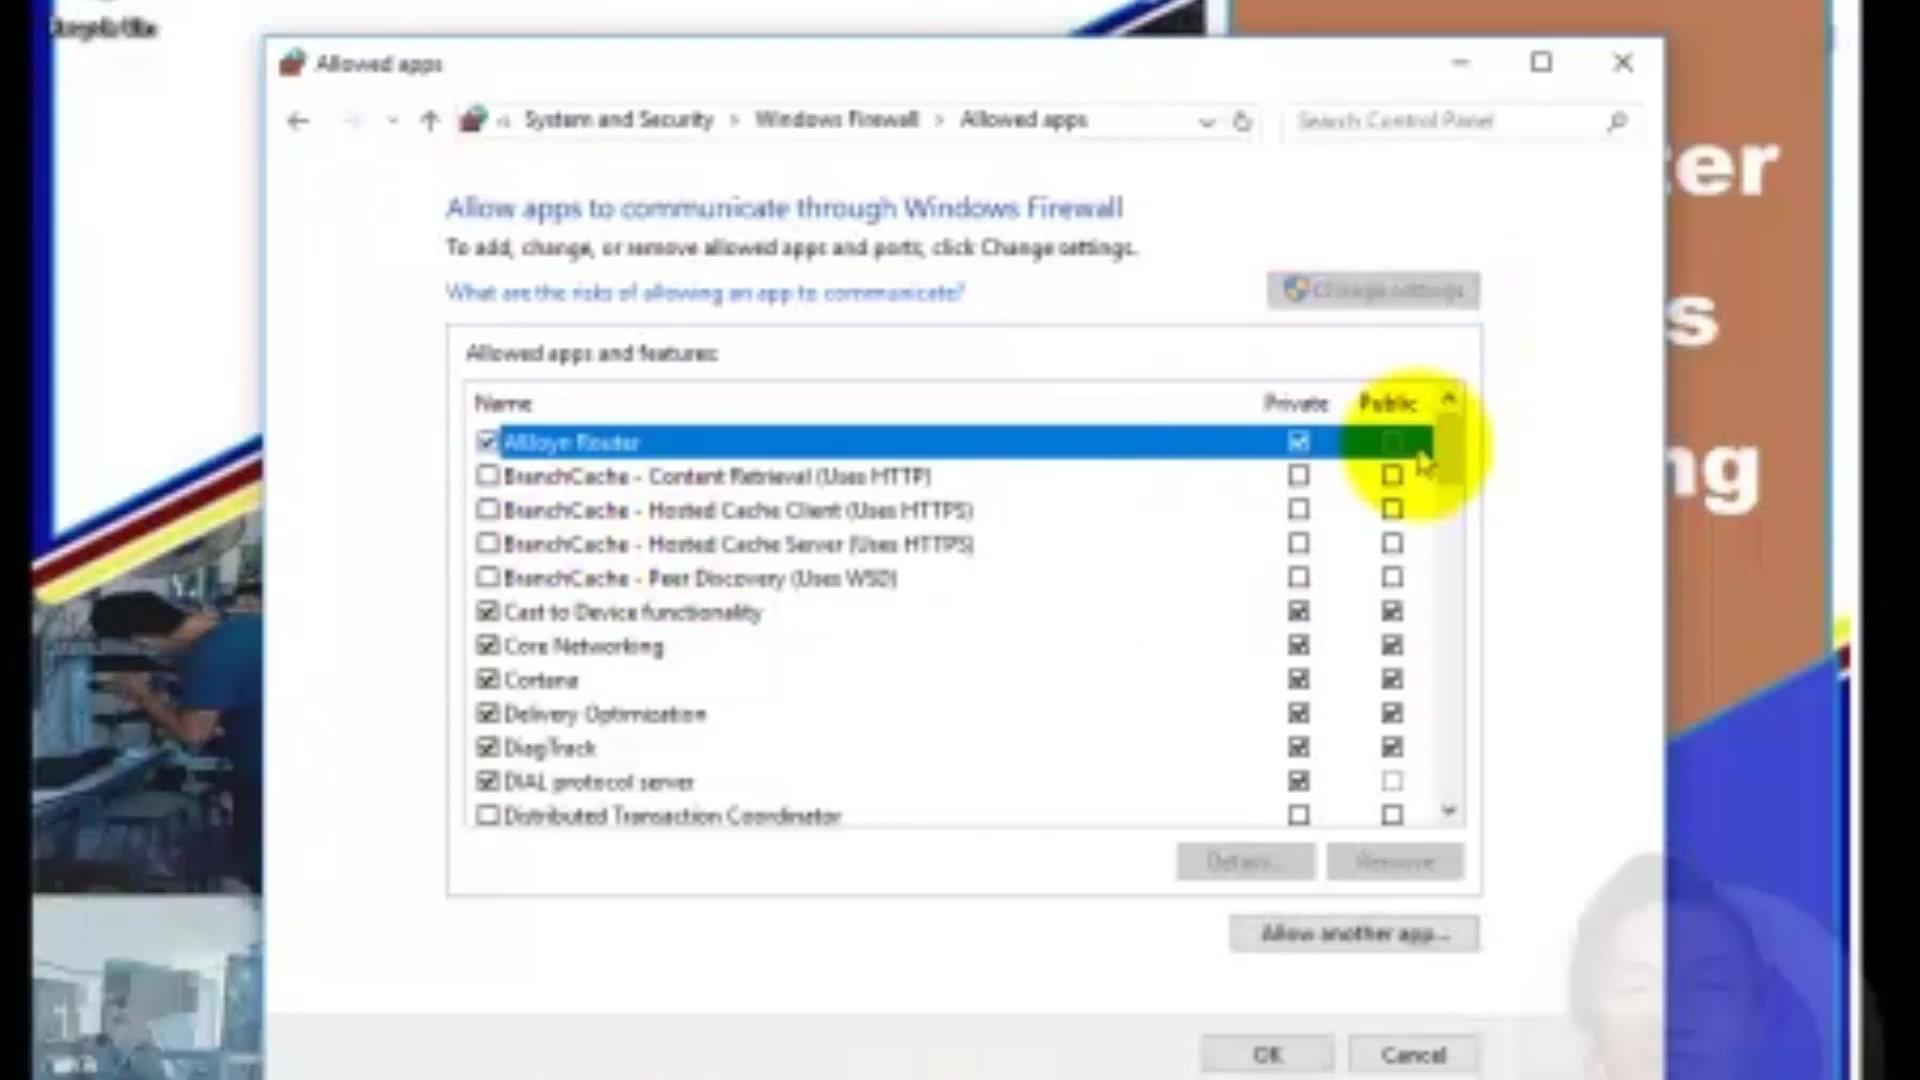 Allowed apps
System and Security > Windows Firewall > Allowed apps
Search Control Panel
er
s
ng
Allow apps to communicate through Windows Firewall
To add, change, or remove allowed apps and ports, click Change settings.
What are the risks of allowing an app to communicate?
Change settings
Allowed apps and features:
Name Private Public
AllJoyn Router
BranchCache - Content Retrieval (Uses HTTP)
BranchCache - Hosted Cache Client (Uses HTTPS)
BranchCache - Hosted Cache Server (Uses HTTPS)
BranchCache - Peer Discovery (Uses WSD)
Cast to Device functionality
Core Networking
Cortana
Delivery Optimization
DiagTrack
DIAL protocol server
Distributed Transaction Coordinator
Details... Remove
Allow another app...
OK Cancel